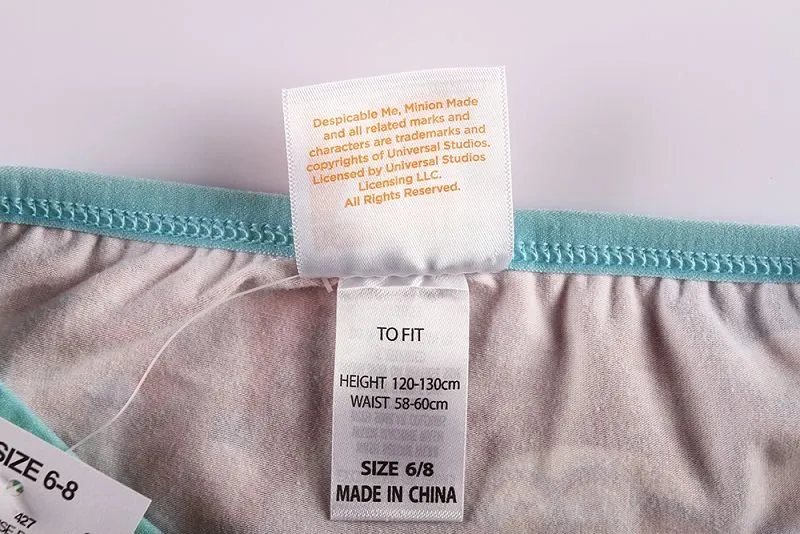 Despicable Me, Minion Made
and all related marks and
characters are trademarks and
copyrights of Universal Studios.
Licensed by Universal Studios
Licensing LLC.
All Rights Reserved.
TO FIT
HEIGHT 120-130cm
WAIST 58-60cm
SIZE 6/8
MADE IN CHINA
SIZE 6-8
427